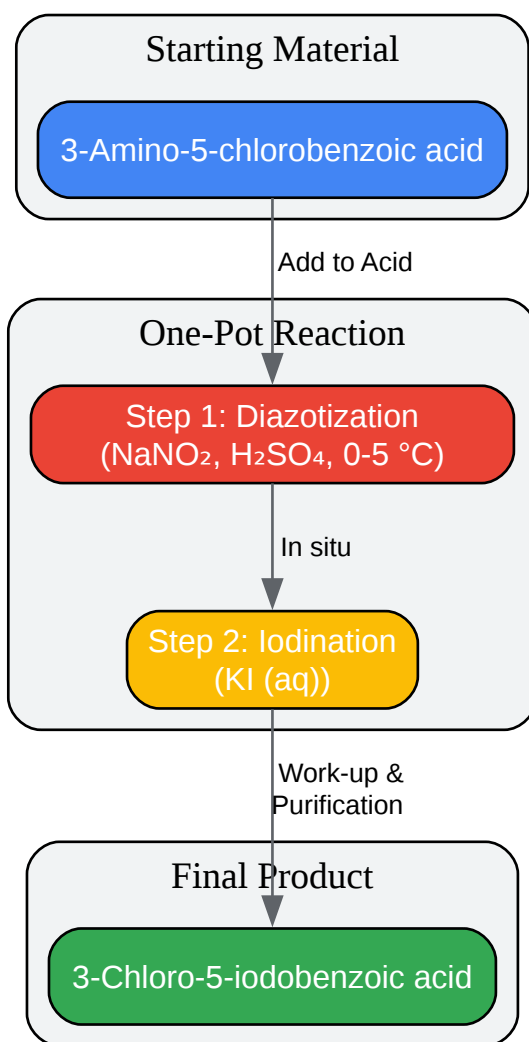 Starting Material
3-Amino-5-chlorobenzoic acid
Add to Acid
One-Pot Reaction
Step 1: Diazotization
(NaNO₂, H₂SO₄, 0-5 °C)
In situ
Step 2: Iodination
(KI (aq))
Work-up &
Purification
Final Product
3-Chloro-5-iodobenzoic acid